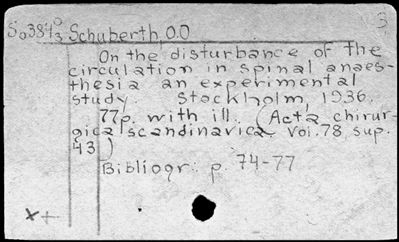 3
Schuberth, O.O
On the disturbance of the
circulation in spinal anaes-
thesia an experimental
study. Stockholm, 1936.
77p. with ill. (Acta chirur-
gica scandinavica Vol.78, sup.
43)
Bibliogr.: p. 74-77
x+